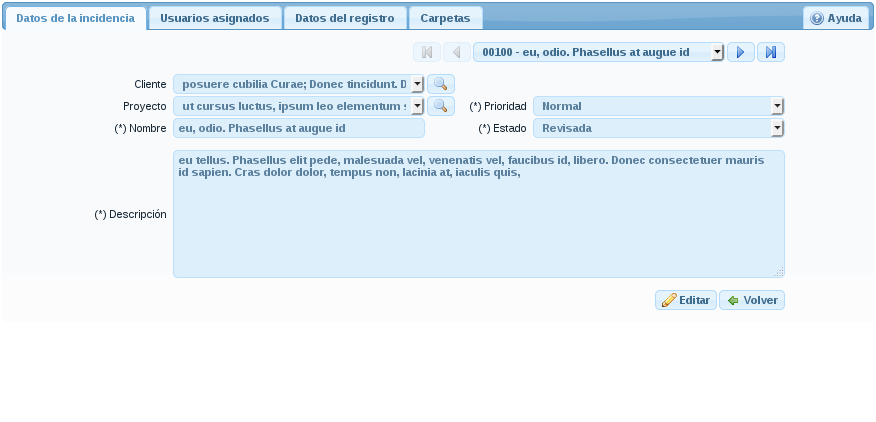 Datos de la incidencia Usuarios asignados Datos del registro Carpetas Ayuda
00100 - eu, odio. Phasellus at augue id
Cliente posuere cubilia Curae; Donec tincidunt. D
Proyecto ut cursus luctus, ipsum leo elementum s (*) Prioridad Normal
(*) Nombre eu, odio. Phasellus at augue id (*) Estado Revisada
eu tellus. Phasellus elit pede, malesuada vel, venenatis vel, faucibus id, libero. Donec consectetuer mauris
id sapien. Cras dolor dolor, tempus non, lacinia at, iaculis quis,
(*) Descripción
Editar Volver